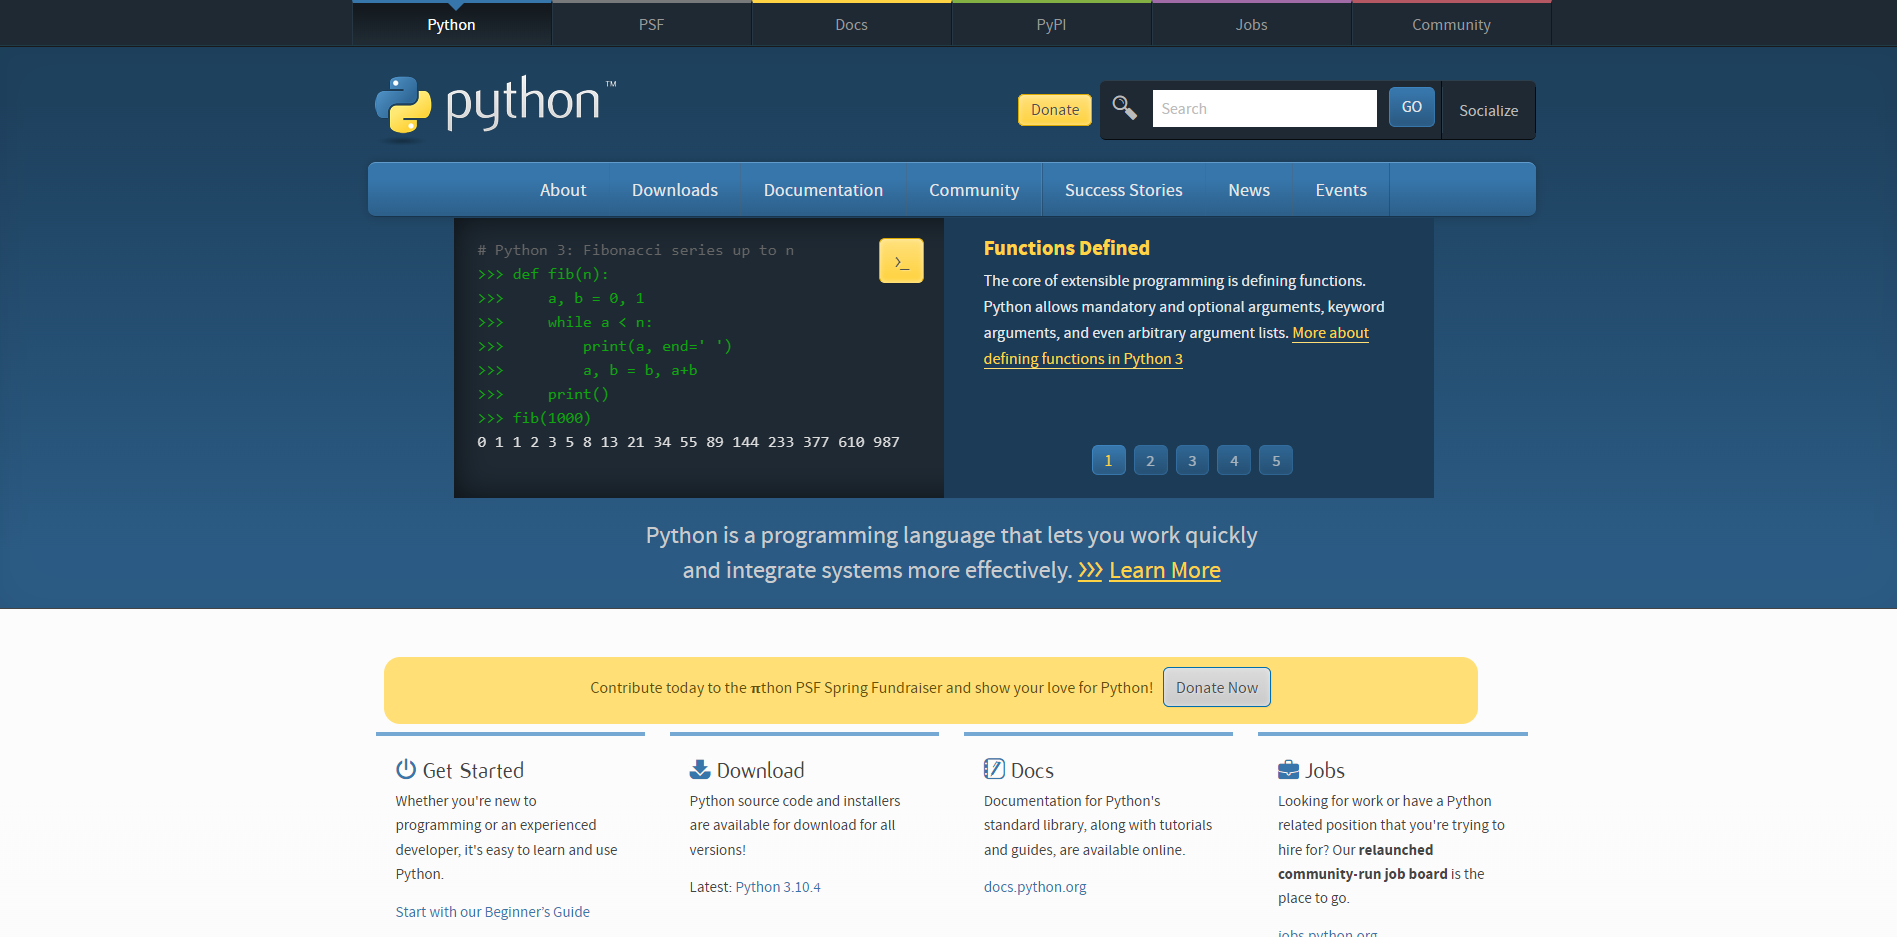 Python
PSF
Docs
PyPI
Jobs
Community
python™
Donate
Search
GO
Socialize
About
Downloads
Documentation
Community
Success Stories
News
Events
# Python 3: Fibonacci series up to n
>>> def fib(n):
>>>     a, b = 0, 1
>>>     while a < n:
>>>         print(a, end=' ')
>>>         a, b = b, a+b
>>>     print()
>>> fib(1000)
0 1 1 2 3 5 8 13 21 34 55 89 144 233 377 610 987
>_
Functions Defined
The core of extensible programming is defining functions.
Python allows mandatory and optional arguments, keyword
arguments, and even arbitrary argument lists. More about
defining functions in Python 3
1
2
3
4
5
Python is a programming language that lets you work quickly
and integrate systems more effectively. >>> Learn More
Contribute today to the πthon PSF Spring Fundraiser and show your love for Python!
Donate Now
Get Started
Whether you're new to
programming or an experienced
developer, it's easy to learn and use
Python.
Start with our Beginner’s Guide
Download
Python source code and installers
are available for download for all
versions!
Latest: Python 3.10.4
Docs
Documentation for Python's
standard library, along with tutorials
and guides, are available online.
docs.python.org
Jobs
Looking for work or have a Python
related position that you're trying to
hire for? Our relaunched
community-run job board is the
place to go.
jobs.python.org